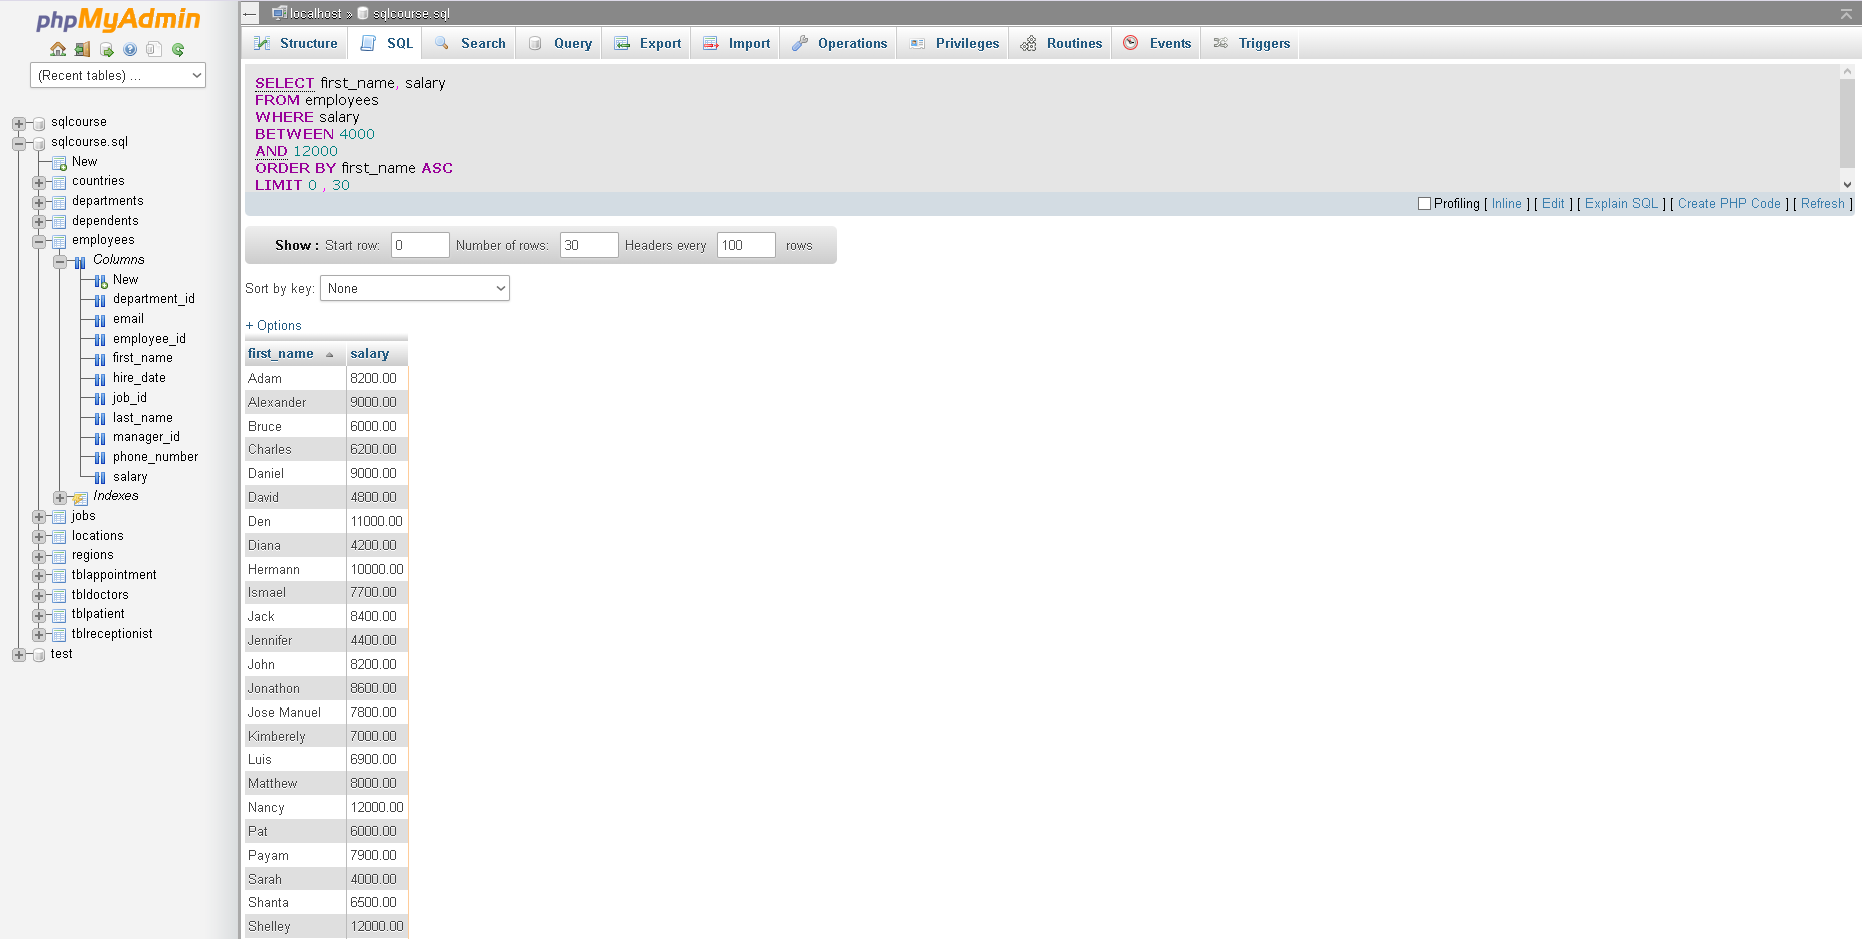 phpMyAdmin
(Recent tables) ...
sqlcourse
sqlcourse.sql
New
countries
departments
dependents
employees
Columns
New
department_id
email
employee_id
first_name
hire_date
job_id
last_name
manager_id
phone_number
salary
Indexes
jobs
locations
regions
tblappointment
tbldoctors
tblpatient
tblreceptionist
test
localhost » sqlcourse.sql
Structure SQL Search Query Export Import Operations Privileges Routines Events Triggers
SELECT first_name, salary
FROM employees
WHERE salary
BETWEEN 4000
AND 12000
ORDER BY first_name ASC
LIMIT 0 , 30
Profiling [ Inline ] [ Edit ] [ Explain SQL ] [ Create PHP Code ] [ Refresh ]
Show : Start row: 0 Number of rows: 30 Headers every 100 rows
Sort by key: None
+ Options
first_name salary
Adam 8200.00
Alexander 9000.00
Bruce 6000.00
Charles 6200.00
Daniel 9000.00
David 4800.00
Den 11000.00
Diana 4200.00
Hermann 10000.00
Ismael 7700.00
Jack 8400.00
Jennifer 4400.00
John 8200.00
Jonathon 8600.00
Jose Manuel 7800.00
Kimberely 7000.00
Luis 6900.00
Matthew 8000.00
Nancy 12000.00
Pat 6000.00
Payam 7900.00
Sarah 4000.00
Shanta 6500.00
Shelley 12000.00